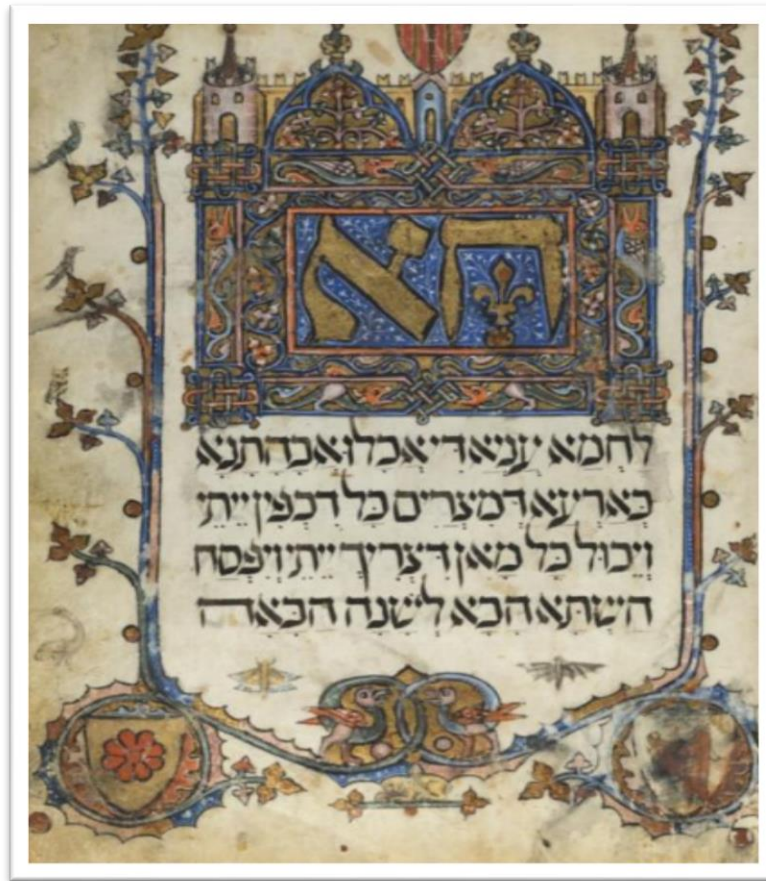 הא
לחמא עניא די אכלו אבהתנא
בארעא דמצרים כל דכפין ייתי
ויכול כל מאן דצריך ייתי ויפסח
השתא הכא לשנה הבאה